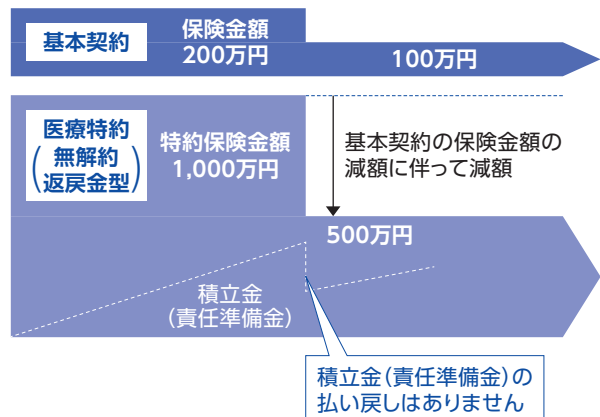 基本契約
保険金額
200万円
100万円
医療特約
(無解約
返戻金型)
特約保険金額
1,000万円
基本契約の保険金額の
減額に伴って減額
500万円
積立金
(責任準備金)
積立金(責任準備金)の
払い戻しはありません